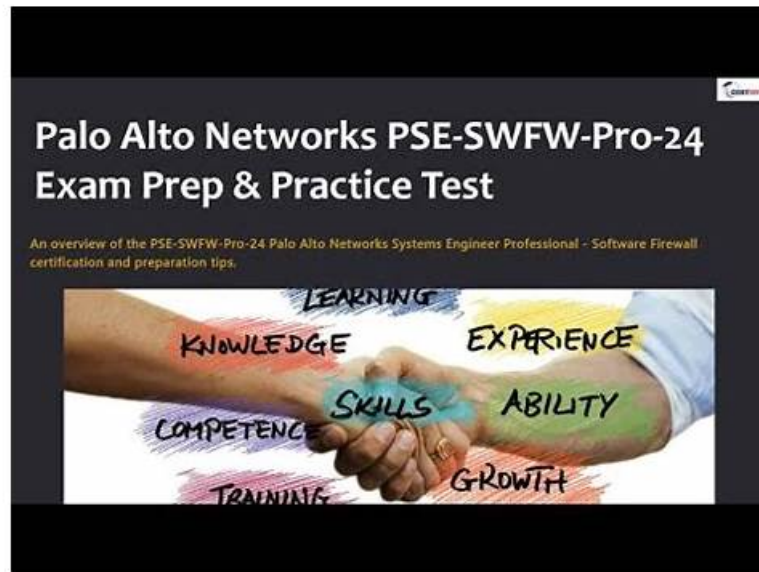 Palo Alto Networks PSE-SWFW-Pro-24
Exam Prep & Practice Test
An overview of the PSE-SWFW-Pro-24 Palo Alto Networks Systems Engineer Professional - Software Firewall
certification and preparation tips.
LEARNING
KNOWLEDGE
EXPERIENCE
SKILLS
ABILITY
COMPETENCE
GROWTH
TRAINING